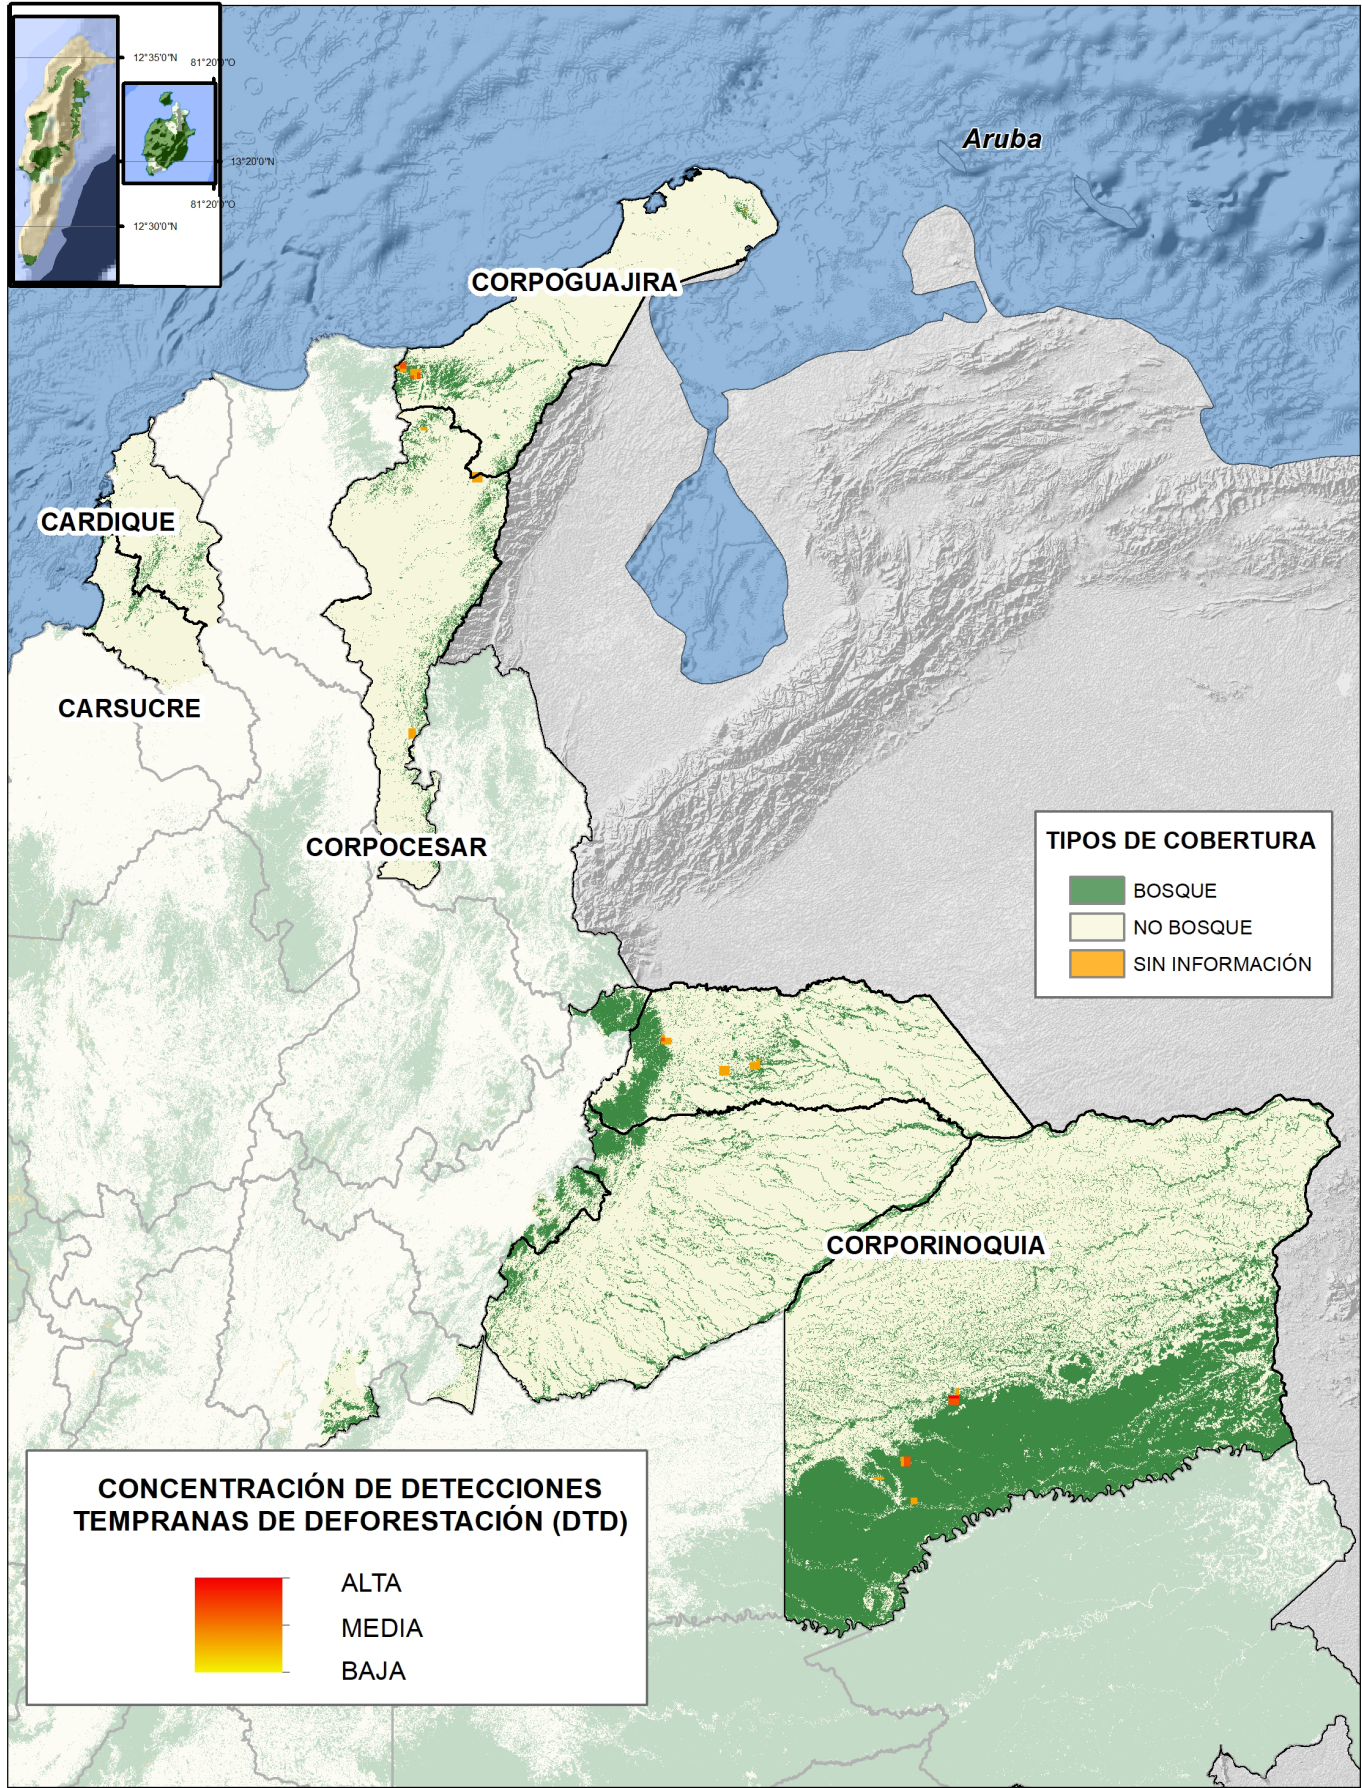 12°35'0"N
81°20'0"O
13°20'0"N
81°20'0"O
12°30'0"N
Aruba
CORPOGUAJIRA
CARDIQUE
CARSUCRE
CORPOCESAR
TIPOS DE COBERTURA
BOSQUE
NO BOSQUE
SIN INFORMACIÓN
CORPORINOQUIA
CONCENTRACIÓN DE DETECCIONES
TEMPRANAS DE DEFORESTACIÓN (DTD)
ALTA
MEDIA
BAJA